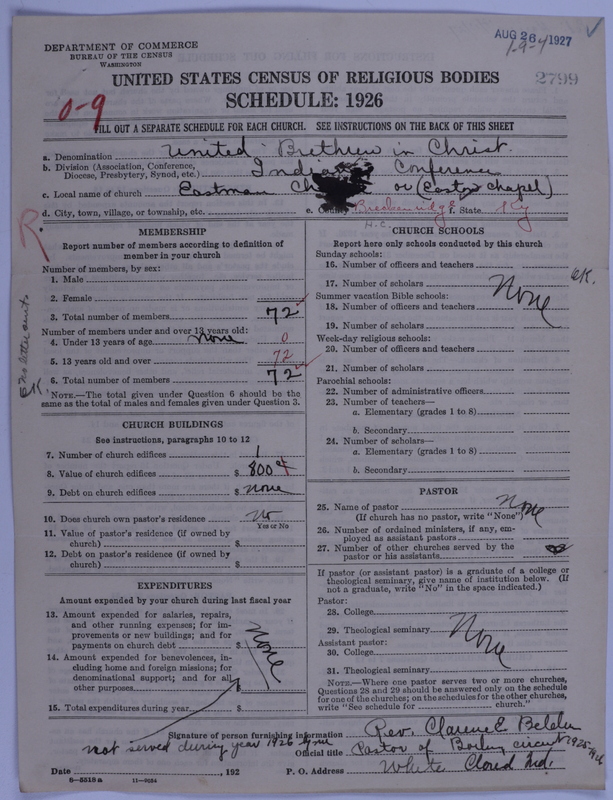 AUG 26 1927
1-9-4
DEPARTMENT OF COMMERCE
BUREAU OF THE CENSUS
WASHINGTON
UNITED STATES CENSUS OF RELIGIOUS BODIES
2799
SCHEDULE: 1926
0-9
FILL OUT A SEPARATE SCHEDULE FOR EACH CHURCH. SEE INSTRUCTIONS ON THE BACK OF THIS SHEET
a. Denomination United Brethren in Christ.
b. Division (Association, Conference, Diocese, Presbytery, Synod, etc.) Conference
c. Local name of church Eastman or (Easton Chapel)
d. City, town, village, or township, etc. e. County Breckenridge f. State Ky
H.C.
R
MEMBERSHIP
Report number of members according to definition of
member in your church
Number of members, by sex:
1. Male
2. Female
3. Total number of members 72
Number of members under and over 13 years old:
4. Under 13 years of age none 0
5. 13 years old and over 72
6. Total number of members 72
NOTE.—The total given under Question 6 should be
same as the total of males and females given under Question 3.
CHURCH BUILDINGS
See instructions, paragraphs 10 to 12
7. Number of church edifices 1
8. Value of church edifices $ 800
9. Debt on church edifices $ none
10. Does church own pastor's residence No
Yes or No
11. Value of pastor's residence (if owned by
church) $
12. Debt on pastor's residence (if owned by
church) $
EXPENDITURES
Amount expended by your church during last fiscal year
13. Amount expended for salaries, repairs,
and other running expenses; for im-
provements or new buildings; and for
payments on church debt $ None
14. Amount expended for benevolences, in-
cluding home and foreign missions; for
denominational support; and for all
other purposes $
15. Total expenditures during year $
CHURCH SCHOOLS
Report here only schools conducted by this church
Sunday schools:
16. Number of officers and teachers
17. Number of scholars
None
OK.
Summer vacation Bible schools:
18. Number of officers and teachers
19. Number of scholars
Week-day religious schools:
20. Number of officers and teachers
21. Number of scholars
Parochial schools:
22. Number of administrative officers
23. Number of teachers—
a. Elementary (grades 1 to 8)
b. Secondary
24. Number of scholars—
a. Elementary (grades 1 to 8)
b. Secondary
PASTOR
25. Name of pastor None
(If church has no pastor, write "None")
26. Number of ordained ministers, if any, em-
ployed as assistant pastors
27. Number of other churches served by the
pastor or his assistants
If pastor (or assistant pastor) is a graduate of a college or
theological seminary, give name of institution below. (If
not a graduate, write "No" in the space indicated.)
Pastor:
28. College
29. Theological seminary
None
Assistant pastor:
30. College
31. Theological seminary
NOTE.—Where one pastor serves two or more churches,
Questions 28 and 29 should be answered only on the schedule
for one of the churches; on the schedules for the other churches,
write "See schedule for church."
Signature of person furnishing information Rev. Clarence Belden
not served during year 1926
Official title Pastor of circuit 1925
Date , 192
P. O. Address White Cloud Ind.
8—5518 a 11—9054